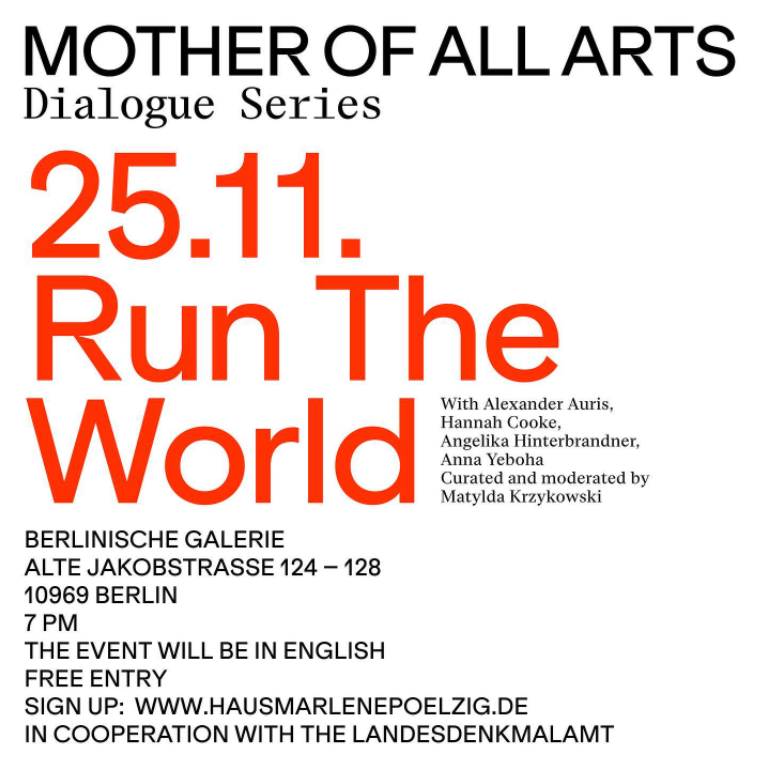 MOTHER OF ALL ARTS
Dialogue Series
25.11.
Run The
World
With Alexander Auris,
Hannah Cooke,
Angelika Hinterbrandner,
Anna Yeboha
Curated and moderated by
Matylda Krzykowski
BERLINISCHE GALERIE
ALTE JAKOBSTRASSE 124 – 128
10969 BERLIN
7 PM
THE EVENT WILL BE IN ENGLISH
FREE ENTRY
SIGN UP: WWW.HAUSMARLENEPOELZIG.DE
IN COOPERATION WITH THE LANDESDENKMALAMT